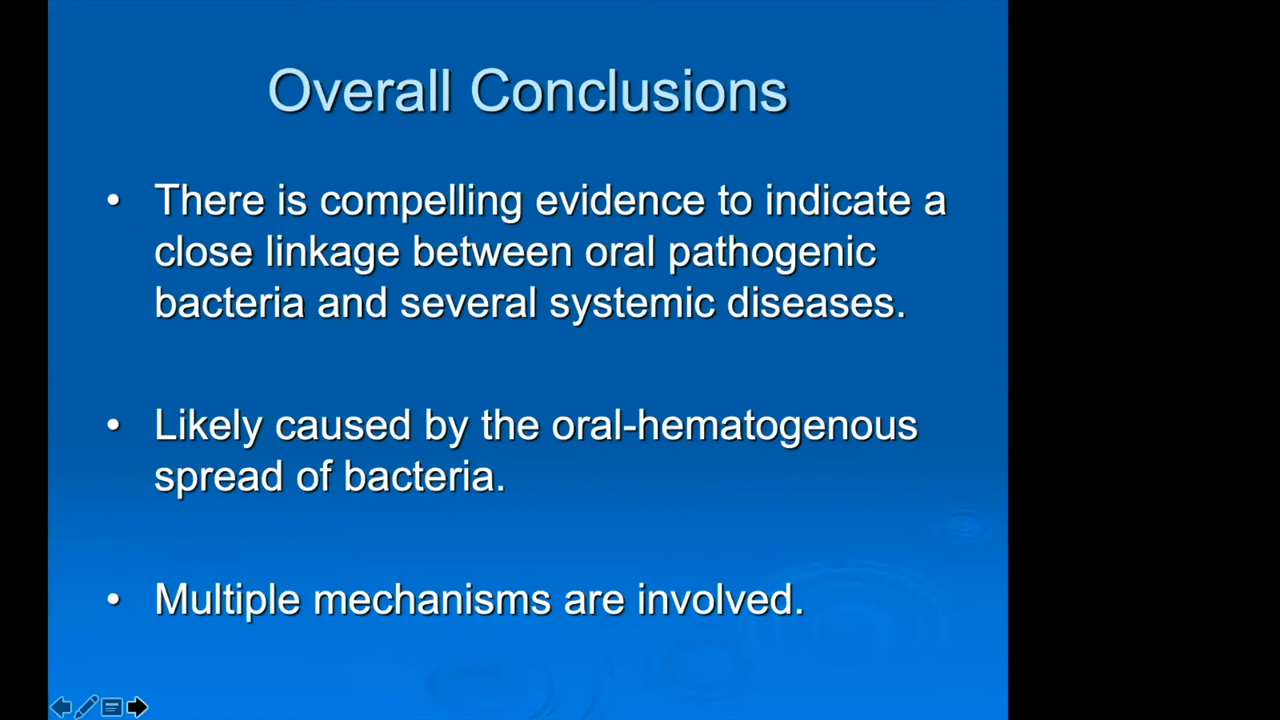 Overall Conclusions
• There is compelling evidence to indicate a
close linkage between oral pathogenic
bacteria and several systemic diseases.
• Likely caused by the oral-hematogenous
spread of bacteria.
• Multiple mechanisms are involved.